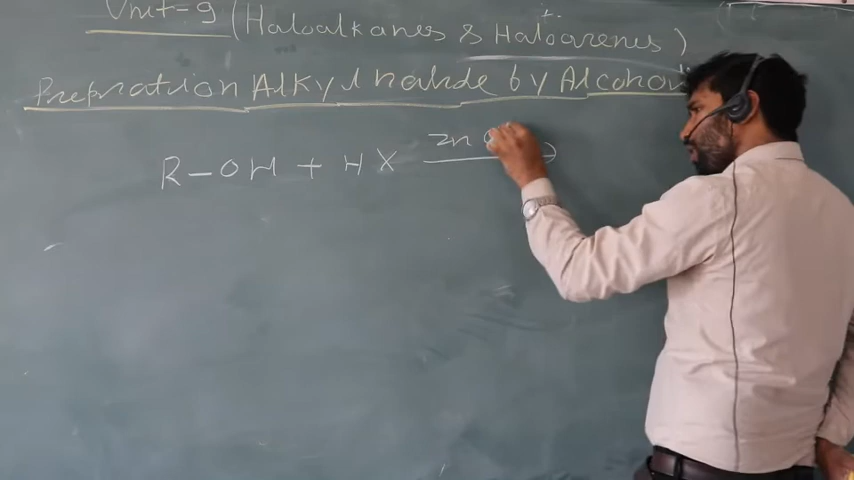 Unit-9 (Haloalkanes & Haloarenes)
Prepration Alkyl halide by Alcohol
R-OH + HX Zn